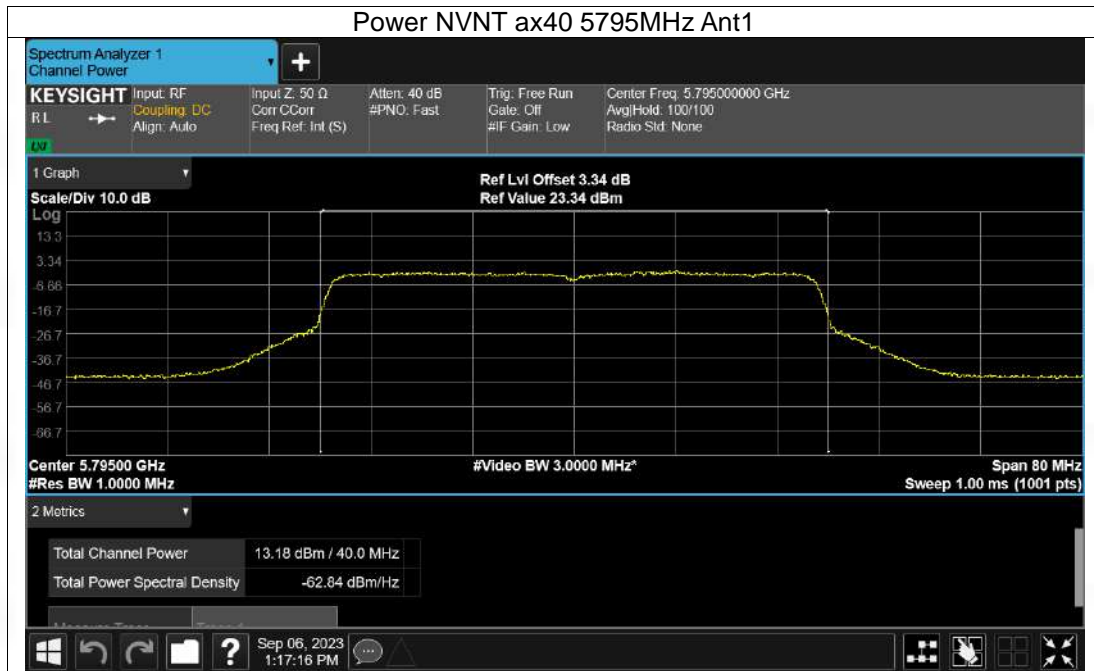 Power NVNT ax40 5795MHz Ant1
Spectrum Analyzer 1
Channel Power
+
KEYSIGHT
RL
LXI
Input: RF
Coupling: DC
Align: Auto
Input Z: 50 Ω
Corr CCorr
Freq Ref: Int (S)
Atten: 40 dB
#PNO: Fast
Trig: Free Run
Gate: Off
#IF Gain: Low
Center Freq: 5.795000000 GHz
Avg|Hold: 100/100
Radio Std: None
1 Graph
Scale/Div 10.0 dB
Ref Lvl Offset 3.34 dB
Ref Value 23.34 dBm
Log
13.3
3.34
-6.66
-16.7
-26.7
-36.7
-46.7
-56.7
-66.7
Center 5.79500 GHz
#Video BW 3.0000 MHz*
Span 80 MHz
#Res BW 1.0000 MHz
Sweep 1.00 ms (1001 pts)
2 Metrics
Total Channel Power 13.18 dBm / 40.0 MHz
Total Power Spectral Density -62.84 dBm/Hz
?
Sep 06, 2023
1:17:16 PM